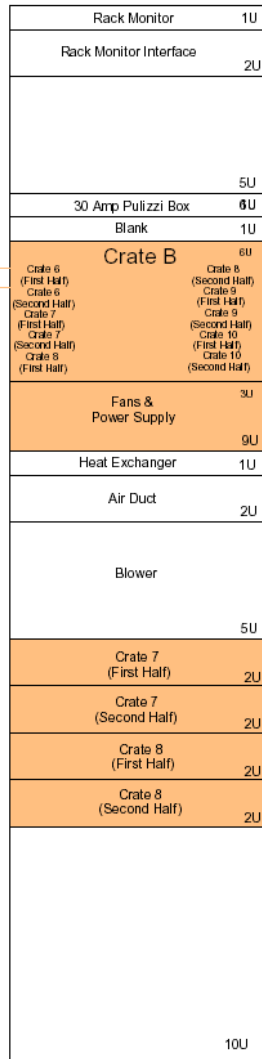 Rack Monitor 1U
Rack Monitor Interface
2U
5U
30 Amp Pulizzi Box 6U
Blank 1U
Crate B 6U
Crate 6
(First Half)
Crate 6
(Second Half)
Crate 7
(First Half)
Crate 7
(Second Half)
Crate 8
(First Half)
Crate 8
(Second Half)
Crate 9
(First Half)
Crate 9
(Second Half)
Crate 10
(First Half)
Crate 10
(Second Half)
3U
Fans &
Power Supply
9U
Heat Exchanger 1U
Air Duct
2U
Blower
5U
Crate 7
(First Half)
2U
Crate 7
(Second Half)
2U
Crate 8
(First Half)
2U
Crate 8
(Second Half)
2U
10U